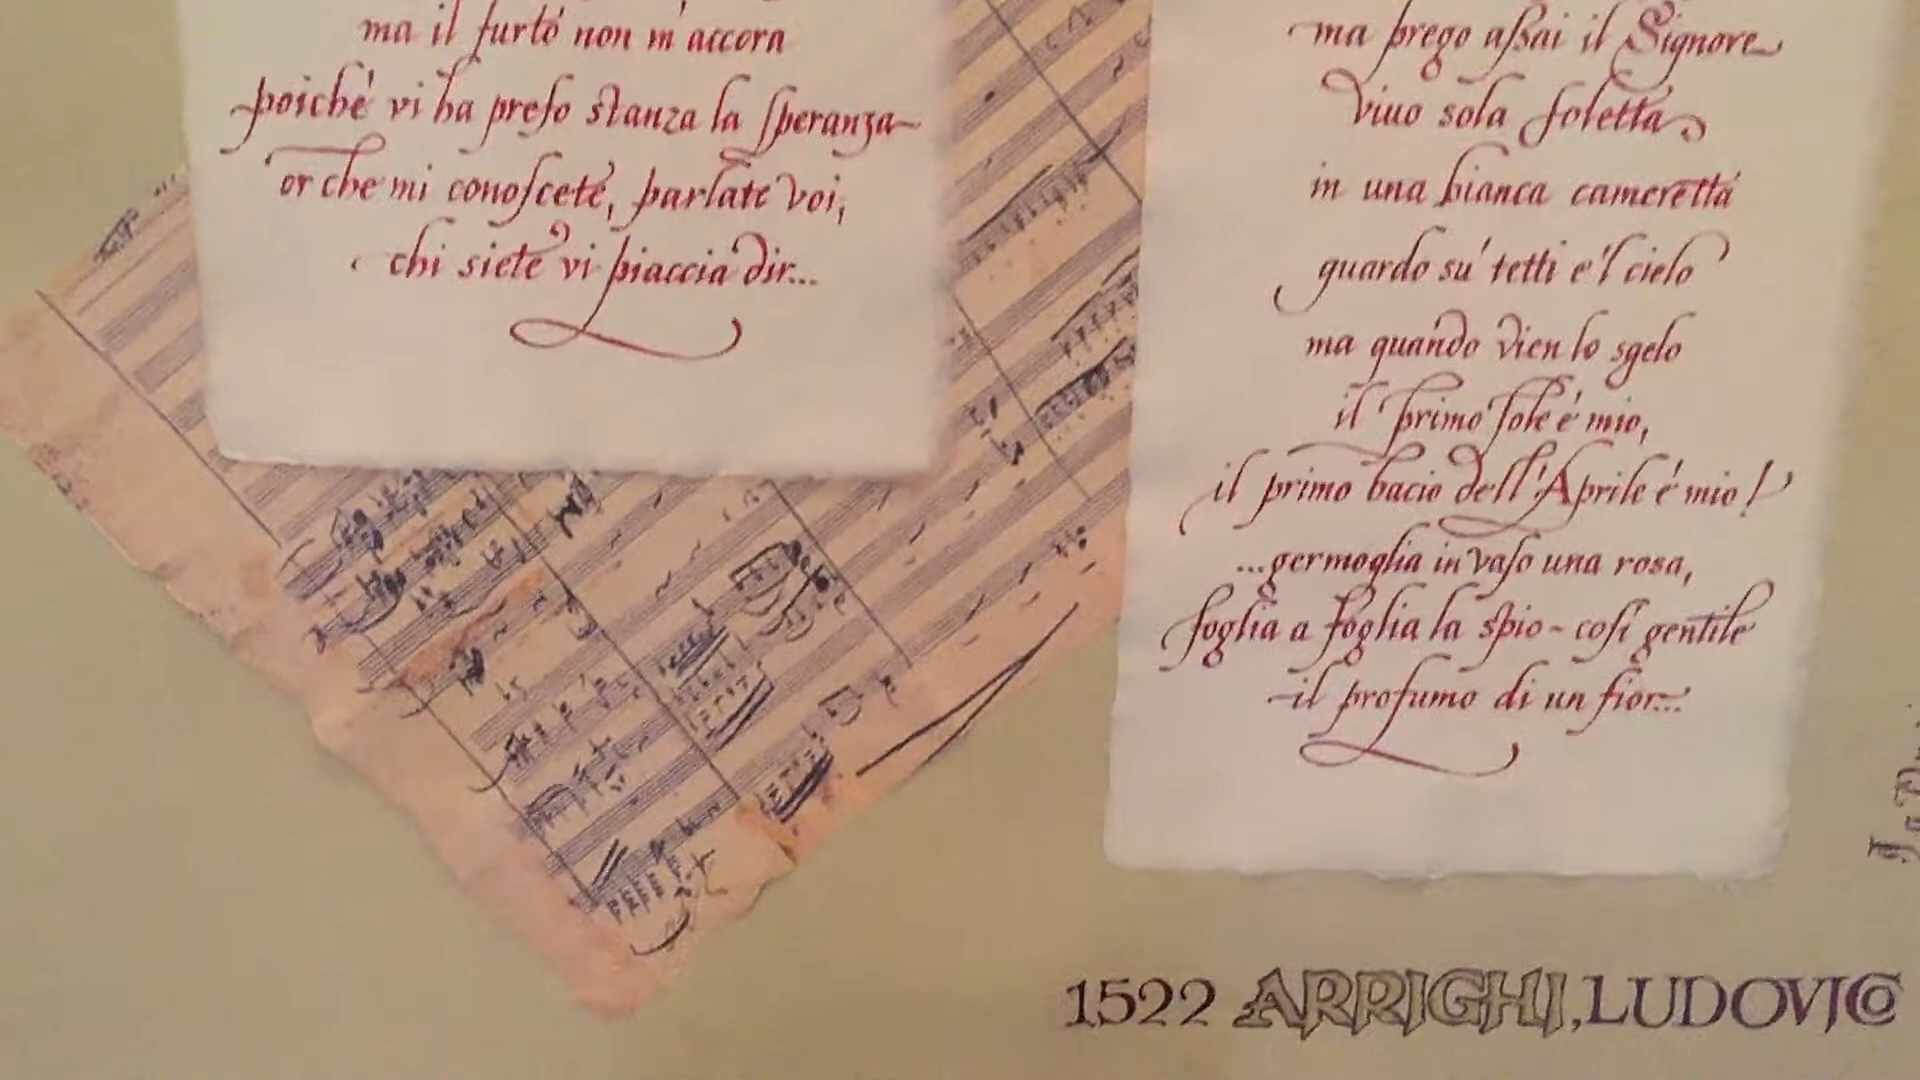 ma il furto non m'accora
poichè vi ha preſo stanza la ſperanza
or che mi conoſcete, parlate voi,
chi siete vi piaccia dir...
ma prego aſsai il Signore
vivo sola ſoletta
in una bianca cameretta
guardo su' tetti e'l cielo
ma quando vien lo sgelo
il primo ſole è mio,
il primo bacio dell'Aprile è mio!
...germoglia in vaſo una rosa,
foglia a foglia la spio - coſì gentile
il profumo di un fior...
1522 ARRIGHI, LUDOVICO